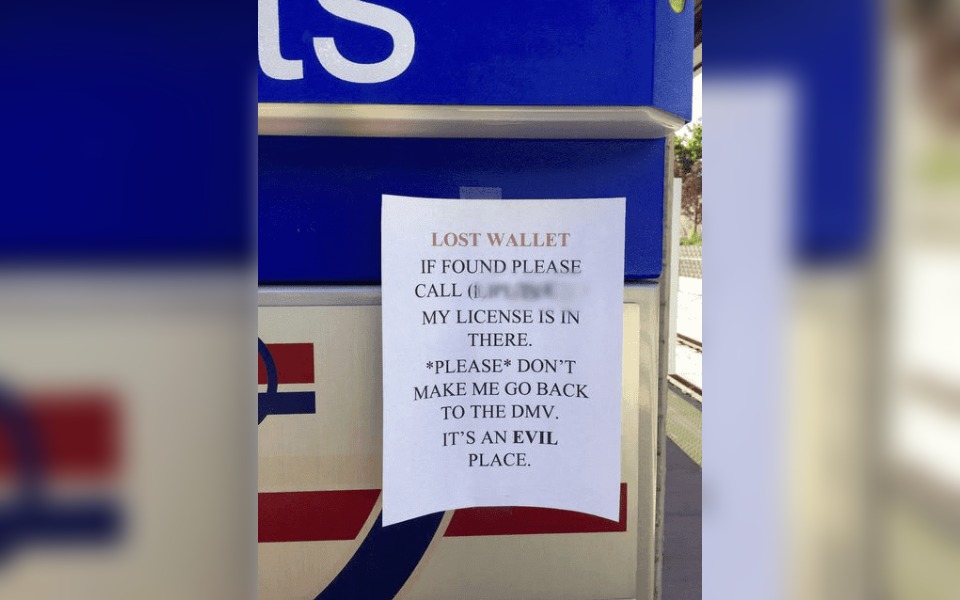 ts
LOST WALLET
IF FOUND PLEASE
CALL (
MY LICENSE IS IN
THERE.
*PLEASE* DON'T
MAKE ME GO BACK
TO THE DMV.
IT'S AN EVIL
PLACE.